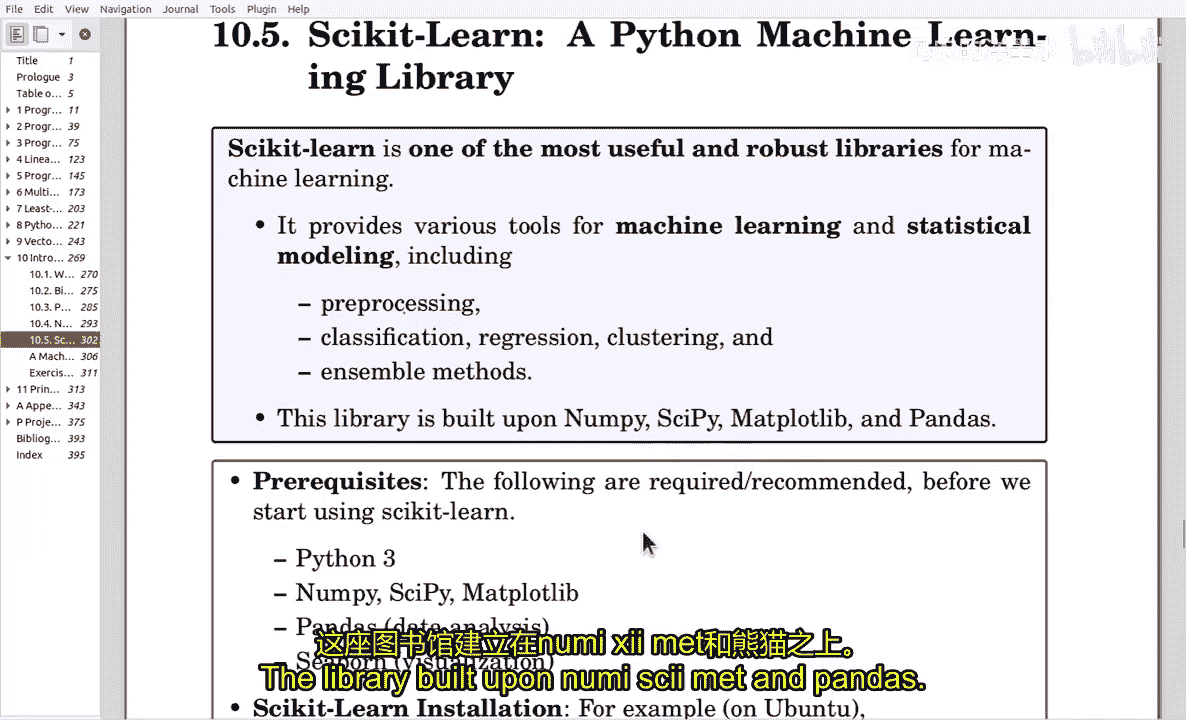 File Edit View Navigation Journal Tools Plugin Help
Title 1
Prologue 3
Table o... 5
1 Progr... 11
2 Progr... 39
3 Progr... 75
4 Linea... 123
5 Progr... 145
6 Multi... 173
7 Least-... 203
8 Pytho... 221
9 Vecto... 243
10 Intro... 269
10.1. W... 270
10.2. Bi... 275
10.3. P... 285
10.4. N... 293
10.5. Sc... 302
A Mach... 306
Exercis... 311
11 Prin... 313
A Appe... 343
P Proje... 375
Bibliog... 393
Index 395
10.5. Scikit-Learn: A Python Machine Learn-
ing Library
Scikit-learn is one of the most useful and robust libraries for ma-
chine learning.
• It provides various tools for machine learning and statistical
modeling, including
– preprocessing,
– classification, regression, clustering, and
– ensemble methods.
• This library is built upon Numpy, SciPy, Matplotlib, and Pandas.
• Prerequisites: The following are required/recommended, before we
start using scikit-learn.
– Python 3
– Numpy, SciPy, Matplotlib
– Pandas (data analysis)
– Seaborn (visualization)
这座图书馆建立在numi xii met和熊猫之上。
The library built upon numi scii met and pandas.
• Scikit-Learn Installation: For example (on Ubuntu),